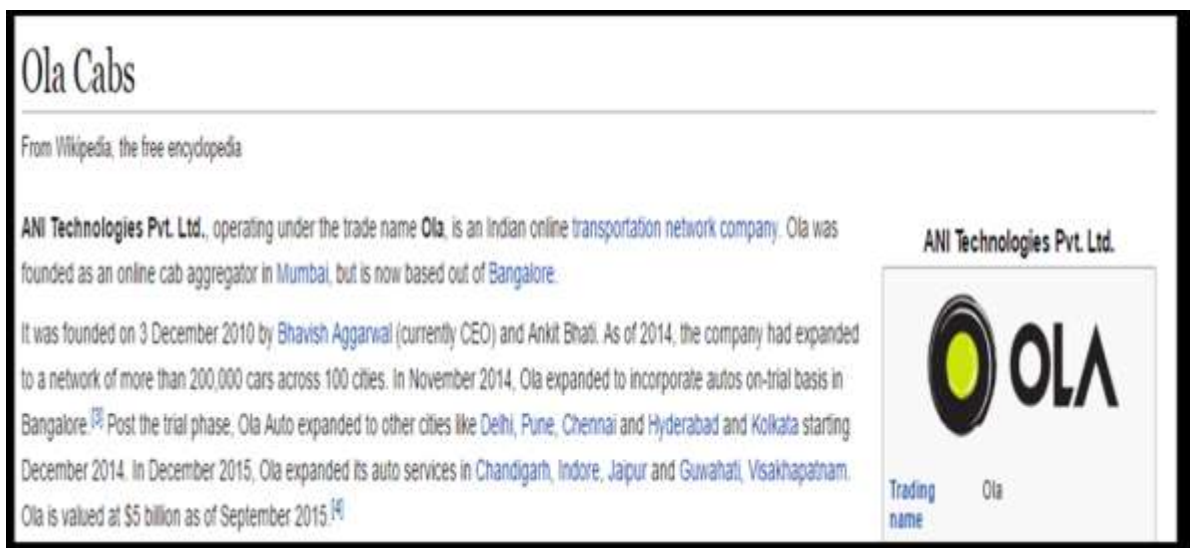 Ola Cabs
From Wikipedia, the free encyclopedia
ANI Technologies Pvt. Ltd., operating under the trade name Ola, is an Indian online transportation network company. Ola was
founded as an online cab aggregator in Mumbai, but is now based out of Bangalore.
It was founded on 3 December 2010 by Bhavish Aggarwal (currently CEO) and Ankit Bhati. As of 2014, the company had expanded
to a network of more than 200,000 cars across 100 cities. In November 2014, Ola expanded to incorporate autos on-trial basis in
Bangalore.[3] Post the trial phase, Ola Auto expanded to other cities like Delhi, Pune, Chennai and Hyderabad and Kolkata starting
December 2014. In December 2015, Ola expanded its auto services in Chandigarh, Indore, Jaipur and Guwahati, Visakhapatnam.
Ola is valued at $5 billion as of September 2015.[4]
ANI Technologies Pvt. Ltd.
OLA
Trading name Ola